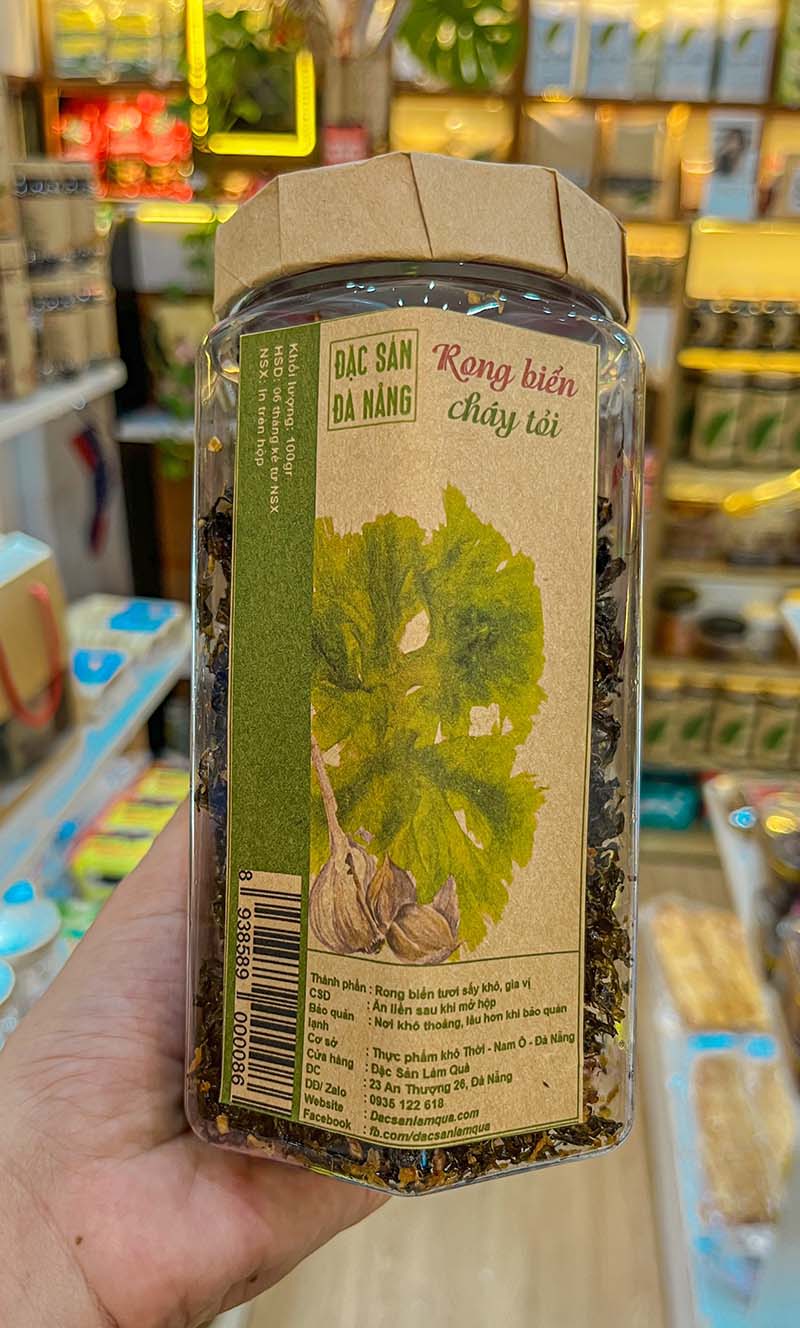 ĐẶC SẢN
ĐÀ NẴNG
Rong biển
cháy tỏi
Khối lượng: 100gr
HSD: 06 tháng kể từ NSX
NSX: In trên hộp
8 938589 000086
Thành phần : Rong biển tươi sấy khô, gia vị
CSD : Ăn liền sau khi mở hộp
Bảo quản : Nơi khô thoáng, lâu hơn khi bảo quản
lạnh
Cơ sở : Thực phẩm khô Thời - Nam Ô - Đà Nẵng
Cửa hàng : Đặc Sản Làm Quà
ĐC : 23 An Thượng 26, Đà Nẵng
DĐ/ Zalo : 0935 122 618
Website : Dacsanlamqua.com
Facebook : fb.com/dacsanlamqua